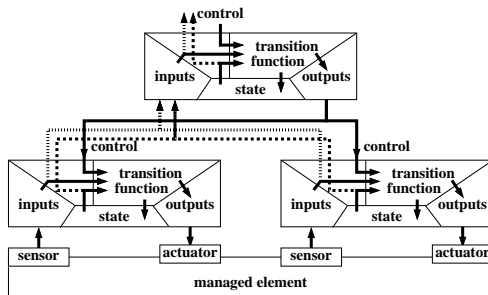 control
transition
function
inputs
outputs
state
control
control
transition
function
inputs
outputs
state
transition
function
inputs
outputs
state
sensor
actuator
sensor
actuator
managed element